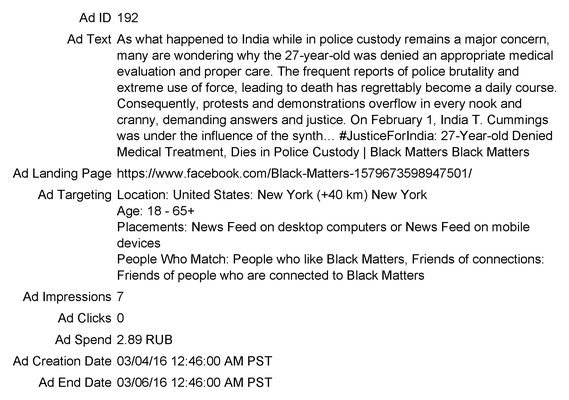 Ad ID 192
Ad Text As what happened to India while in police custody remains a major concern,
many are wondering why the 27-year-old was denied an appropriate medical
evaluation and proper care. The frequent reports of police brutality and
extreme use of force, leading to death has regrettably become a daily course.
Consequently, protests and demonstrations overflow in every nook and
cranny, demanding answers and justice. On February 1, India T. Cummings
was under the influence of the synth... #JusticeForIndia: 27-Year-old Denied
Medical Treatment, Dies in Police Custody | Black Matters Black Matters
Ad Landing Page https://www.facebook.com/Black-Matters-1579673598947501/
Ad Targeting Location: United States: New York (+40 km) New York
Age: 18 - 65+
Placements: News Feed on desktop computers or News Feed on mobile
devices
People Who Match: People who like Black Matters, Friends of connections:
Friends of people who are connected to Black Matters
Ad Impressions 7
Ad Clicks 0
Ad Spend 2.89 RUB
Ad Creation Date 03/04/16 12:46:00 AM PST
Ad End Date 03/06/16 12:46:00 AM PST